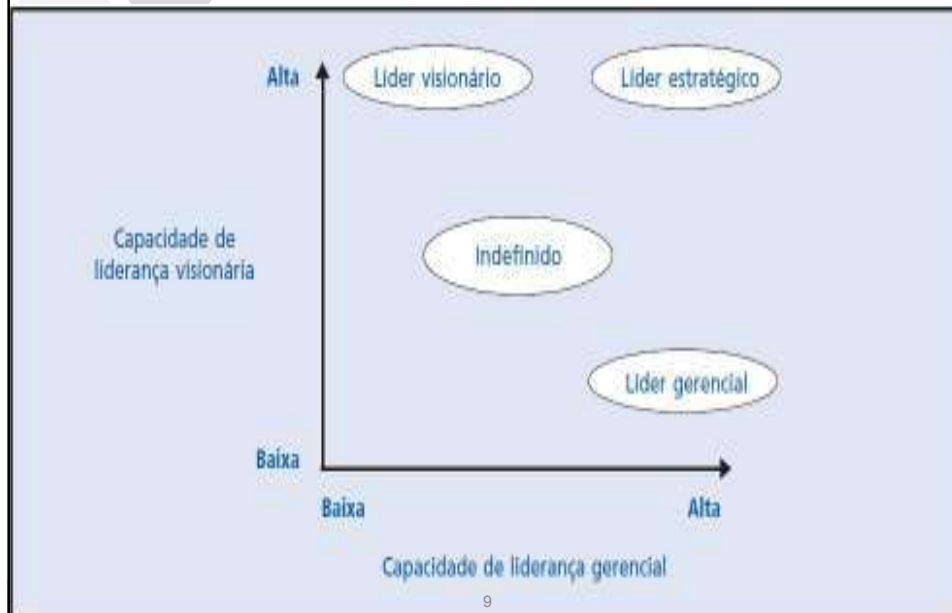 Alta
Líder visionário
Líder estratégico
Capacidade de
liderança visionária
Indefinido
Líder gerencial
Baixa
Baixa
Alta
Capacidade de liderança gerencial
9